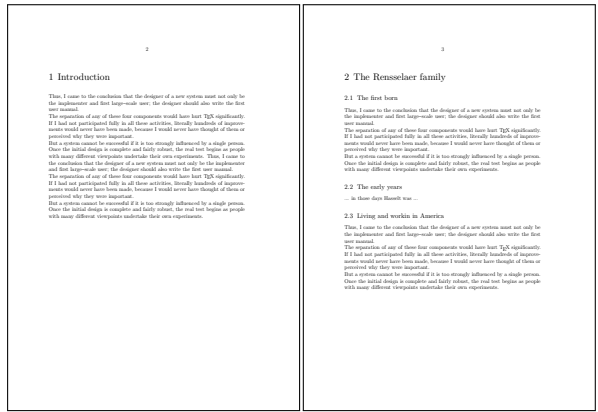 2
1 Introduction
Thus, I came to the conclusion that the designer of a new system must not only be
the implementer and first large–scale user; the designer should also write the first
user manual.
The separation of any of these four components would have hurt TEX significantly.
If I had not participated fully in all these activities, literally hundreds of improve-
ments would never have been made, because I would never have thought of them or
perceived why they were important.
But a system cannot be successful if it is too strongly influenced by a single person.
Once the initial design is complete and fairly robust, the real test begins as people
with many different viewpoints undertake their own experiments. Thus, I came to
the conclusion that the designer of a new system must not only be the implementer
and first large–scale user; the designer should also write the first user manual.
The separation of any of these four components would have hurt TEX significantly.
If I had not participated fully in all these activities, literally hundreds of improve-
ments would never have been made, because I would never have thought of them or
perceived why they were important.
But a system cannot be successful if it is too strongly influenced by a single person.
Once the initial design is complete and fairly robust, the real test begins as people
with many different viewpoints undertake their own experiments.
3
2 The Rensselaer family
2.1 The first born
Thus, I came to the conclusion that the designer of a new system must not only be
the implementer and first large–scale user; the designer should also write the first
user manual.
The separation of any of these four components would have hurt TEX significantly.
If I had not participated fully in all these activities, literally hundreds of improve-
ments would never have been made, because I would never have thought of them or
perceived why they were important.
But a system cannot be successful if it is too strongly influenced by a single person.
Once the initial design is complete and fairly robust, the real test begins as people
with many different viewpoints undertake their own experiments.
2.2 The early years
... in those days Hasselt was ...
2.3 Living and workin in America
Thus, I came to the conclusion that the designer of a new system must not only be
the implementer and first large–scale user; the designer should also write the first
user manual.
The separation of any of these four components would have hurt TEX significantly.
If I had not participated fully in all these activities, literally hundreds of improve-
ments would never have been made, because I would never have thought of them or
perceived why they were important.
But a system cannot be successful if it is too strongly influenced by a single person.
Once the initial design is complete and fairly robust, the real test begins as people
with many different viewpoints undertake their own experiments.